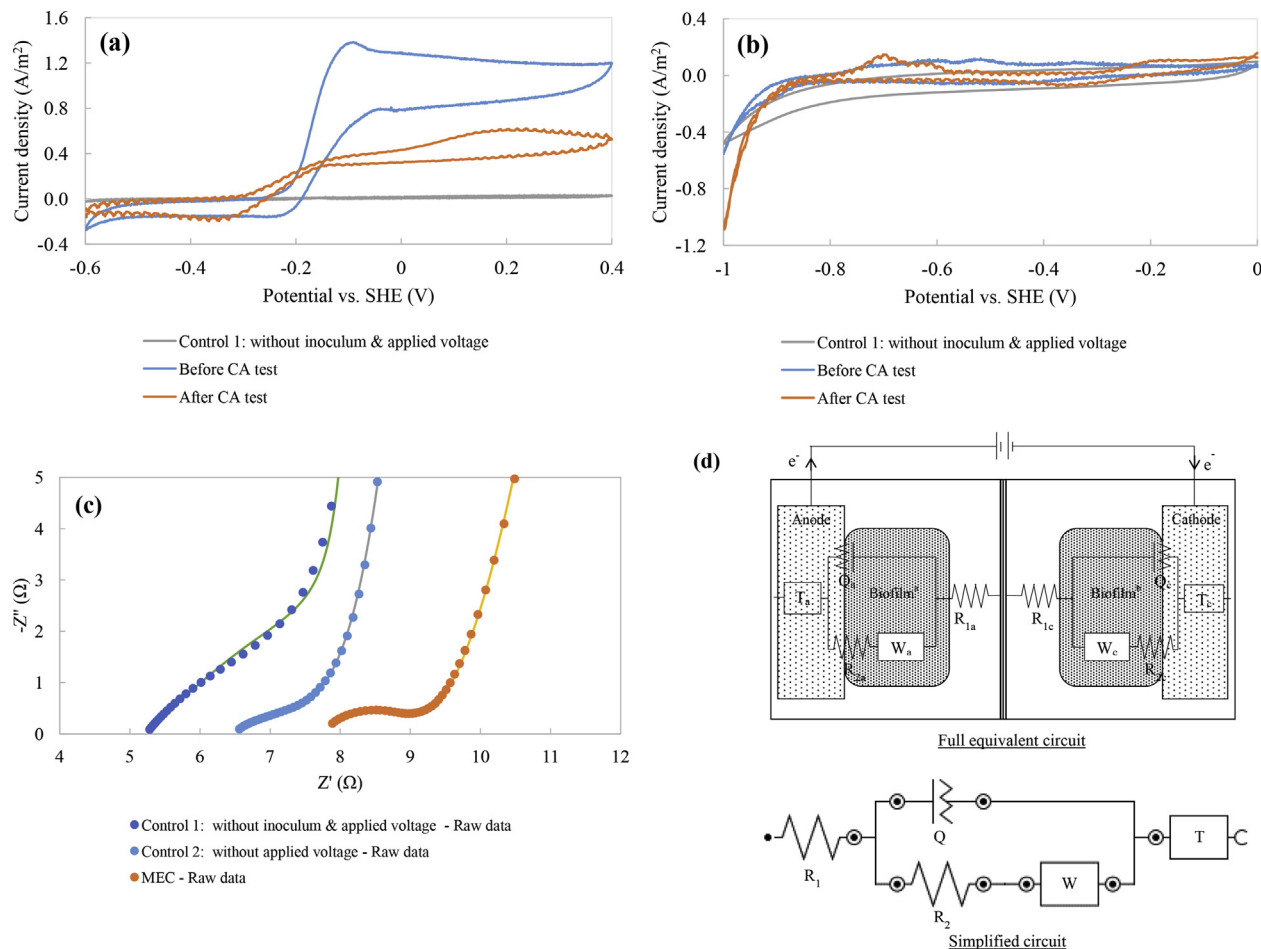 (a)
Current density (A/m²)
1.6
1.2
0.8
0.4
0.0
-0.4
-0.6
-0.4
-0.2
0
0.2
0.4
Potential vs. SHE (V)
Control 1: without inoculum & applied voltage
Before CA test
After CA test
(b)
Current density (A/m²)
0.4
0.0
-0.4
-0.8
-1.2
-1
-0.8
-0.6
-0.4
-0.2
0
Potential vs. SHE (V)
Control 1: without inoculum & applied voltage
Before CA test
After CA test
(c)
-Z" (Ω)
5
4
3
2
1
0
4
5
6
7
8
9
10
11
12
Z' (Ω)
Control 1: without inoculum & applied voltage - Raw data
Control 2: without applied voltage - Raw data
MEC - Raw data
(d)
e⁻
e⁻
Anode
Cathode
Qₐ
Q꜀
Tₐ
Biofilmᵃ
Biofilmᵇ
T꜀
R₁ₐ
R₁꜀
Wₐ
W꜀
R₂ₐ
R₂꜀
Full equivalent circuit
Q
T
R₁
W
R₂
Simplified circuit